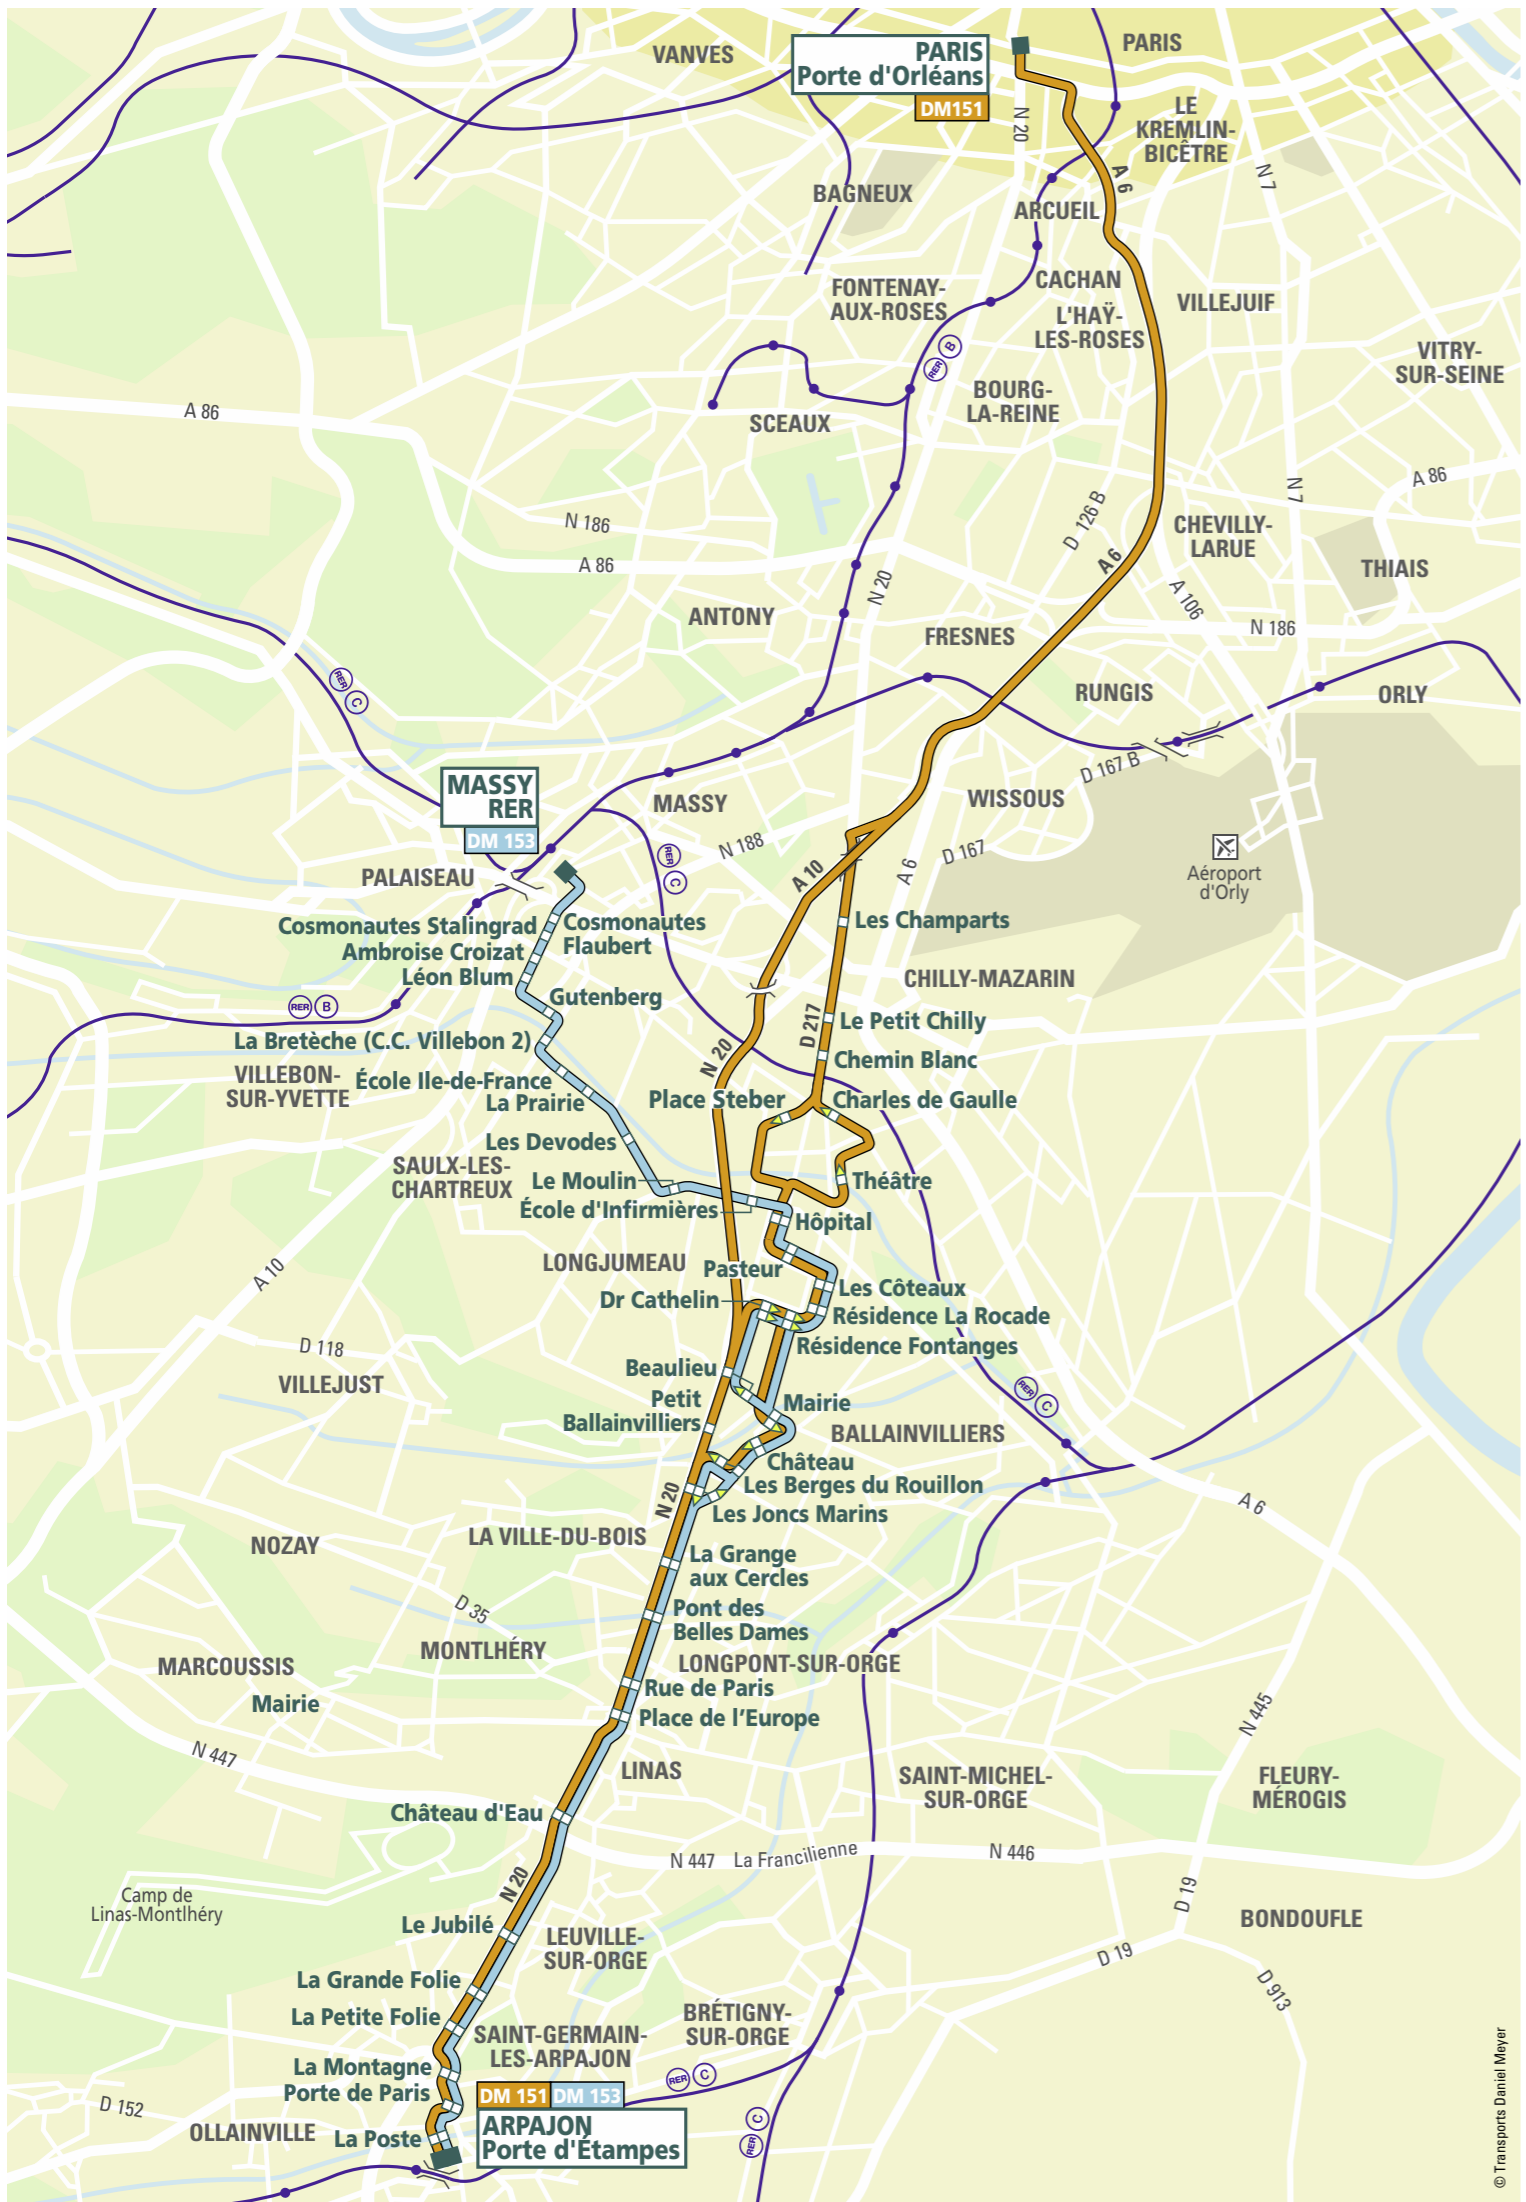 VANVES
PARIS
Porte d'Orléans
DM151
PARIS
LE
KREMLIN-
BICÊTRE
N 20
A 6
N 7
BAGNEUX
ARCUEIL
FONTENAY-
AUX-ROSES
CACHAN
L'HAŸ-
LES-ROSES
VILLEJUIF
RER B
VITRY-
SUR-SEINE
BOURG-
LA-REINE
A 86
SCEAUX
N 186
A 86
D 126 B
N 7
A 86
CHEVILLY-
LARUE
A 6
THIAIS
N 20
A 106
ANTONY
FRESNES
N 186
RER C
RUNGIS
ORLY
D 167 B
MASSY
RER
DM 153
MASSY
WISSOUS
N 188
RER C
A 10
A 6
D 167
Aéroport
d'Orly
PALAISEAU
Cosmonautes Stalingrad
Ambroise Croizat
Léon Blum
Cosmonautes
Flaubert
Les Champarts
CHILLY-MAZARIN
Gutenberg
RER B
Le Petit Chilly
D 217
N 20
La Bretèche (C.C. Villebon 2)
Chemin Blanc
VILLEBON-
SUR-YVETTE
École Ile-de-France
La Prairie
Place Steber
Charles de Gaulle
Les Devodes
SAULX-LES-
CHARTREUX
Le Moulin
École d'Infirmières
Théâtre
Hôpital
A 10
LONGJUMEAU
Pasteur
Les Côteaux
Dr Cathelin
Résidence La Rocade
Résidence Fontanges
D 118
VILLEJUST
Beaulieu
Petit
Ballainvilliers
Mairie
RER C
BALLAINVILLIERS
Château
Les Berges du Rouillon
Les Joncs Marins
N 20
A 6
NOZAY
LA VILLE-DU-BOIS
La Grange
aux Cercles
D 35
Pont des
Belles Dames
MONTLHÉRY
LONGPONT-SUR-ORGE
MARCOUSSIS
Mairie
Rue de Paris
Place de l'Europe
N 445
N 447
LINAS
SAINT-MICHEL-
SUR-ORGE
FLEURY-
MÉROGIS
Château d'Eau
N 447
La Francilienne
N 446
N 20
Camp de
Linas-Montlhéry
D 19
BONDOUFLE
Le Jubilé
LEUVILLE-
SUR-ORGE
D 19
La Grande Folie
D 913
La Petite Folie
BRÉTIGNY-
SUR-ORGE
SAINT-GERMAIN-
LES-ARPAJON
La Montagne
Porte de Paris
RER C
DM 151 DM 153
D 152
OLLAINVILLE
La Poste
ARPAJON
Porte d'Étampes
RER C
© Transports Daniel Meyer